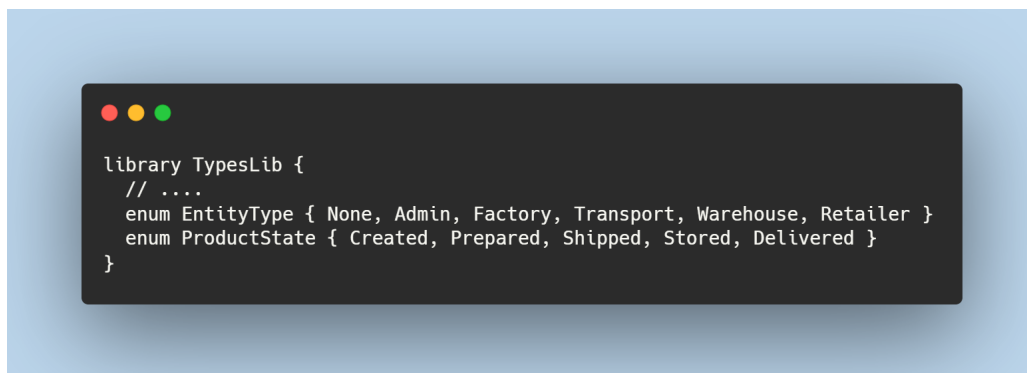 library TypesLib {
  // ....
  enum EntityType { None, Admin, Factory, Transport, Warehouse, Retailer }
  enum ProductState { Created, Prepared, Shipped, Stored, Delivered }
}